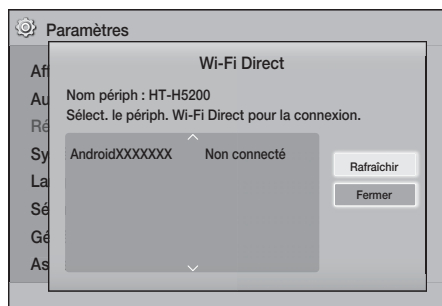 Paramètres
Wi-Fi Direct
Aff
Nom périph : HT-H5200
Au
Sélect. le périph. Wi-Fi Direct pour la connexion.
Ré
Sy
AndroidXXXXXXX Non connecté
Rafraîchir
La
Fermer
Sé
Gé
As